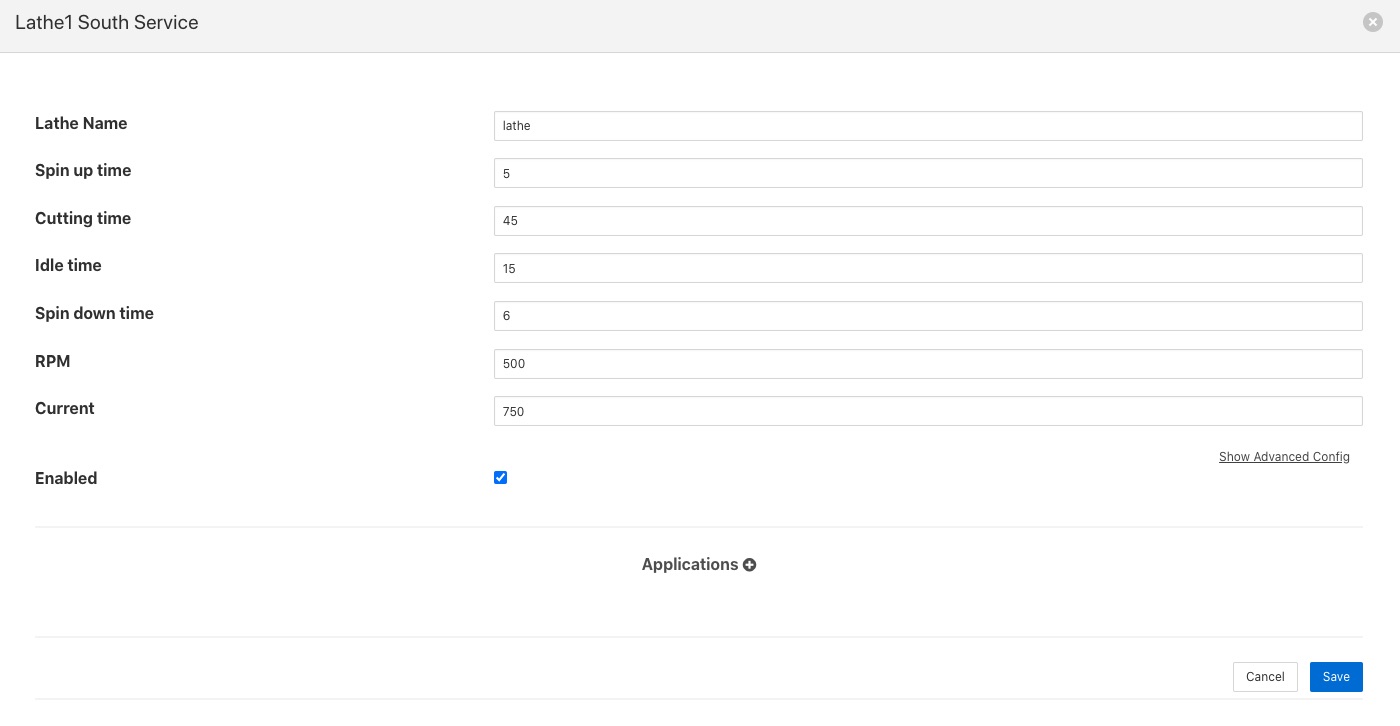 Lathe1 South Service
Lathe Name
lathe
Spin up time
5
Cutting time
45
Idle time
15
Spin down time
6
RPM
500
Current
750
Show Advanced Config
Enabled
Applications
Cancel
Save